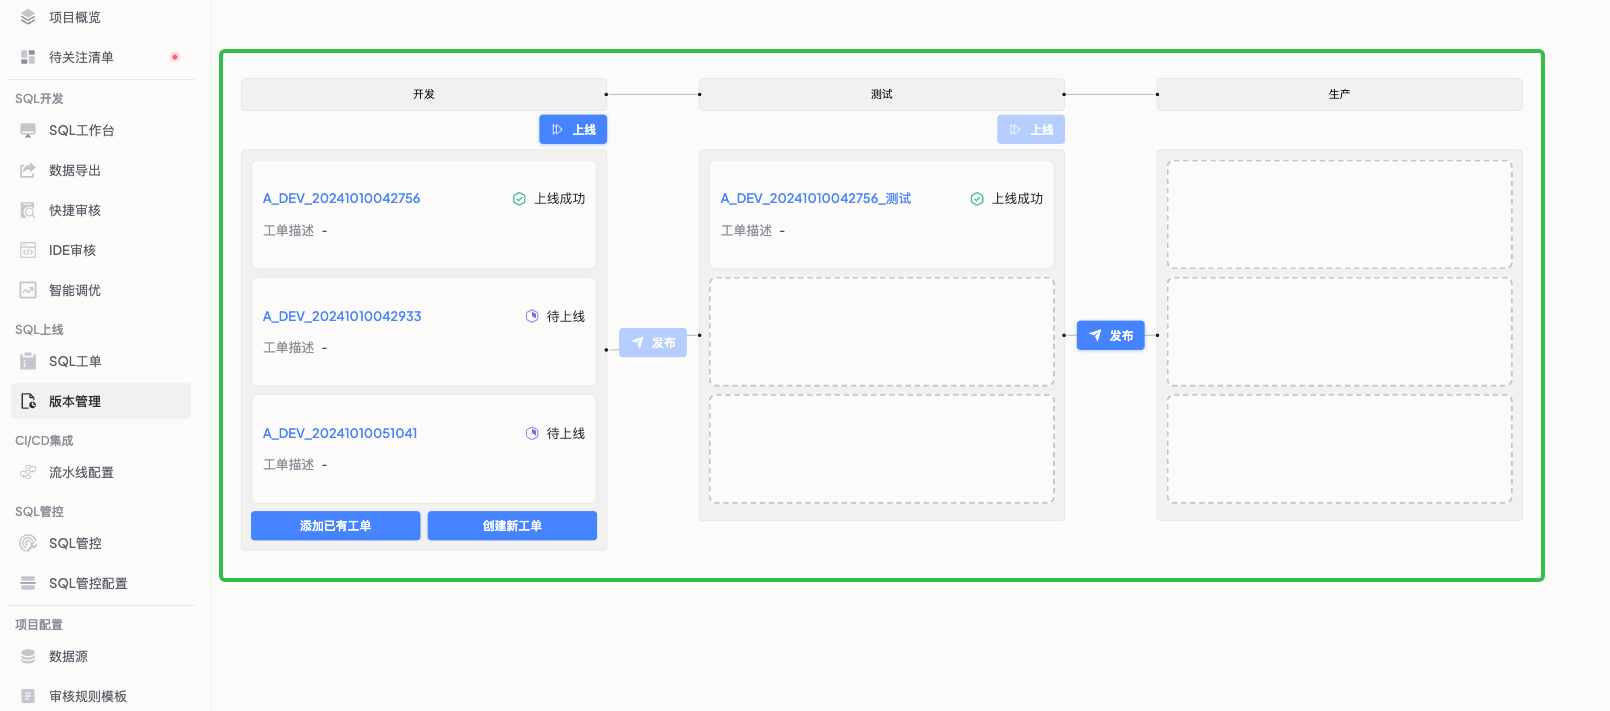 项目概览
待关注清单
SQL开发
SQL工作台
数据导出
快捷审核
IDE审核
智能调优
SQL上线
SQL工单
版本管理
CI/CD集成
流水线配置
SQL管控
SQL管控
SQL管控配置
项目配置
数据源
审核规则模板
开发
上线
A_DEV_20241010042756
上线成功
工单描述 -
A_DEV_20241010042933
待上线
工单描述 -
A_DEV_20241010051041
待上线
工单描述 -
添加已有工单
创建新工单
发布
测试
上线
A_DEV_20241010042756_测试
上线成功
工单描述 -
发布
生产